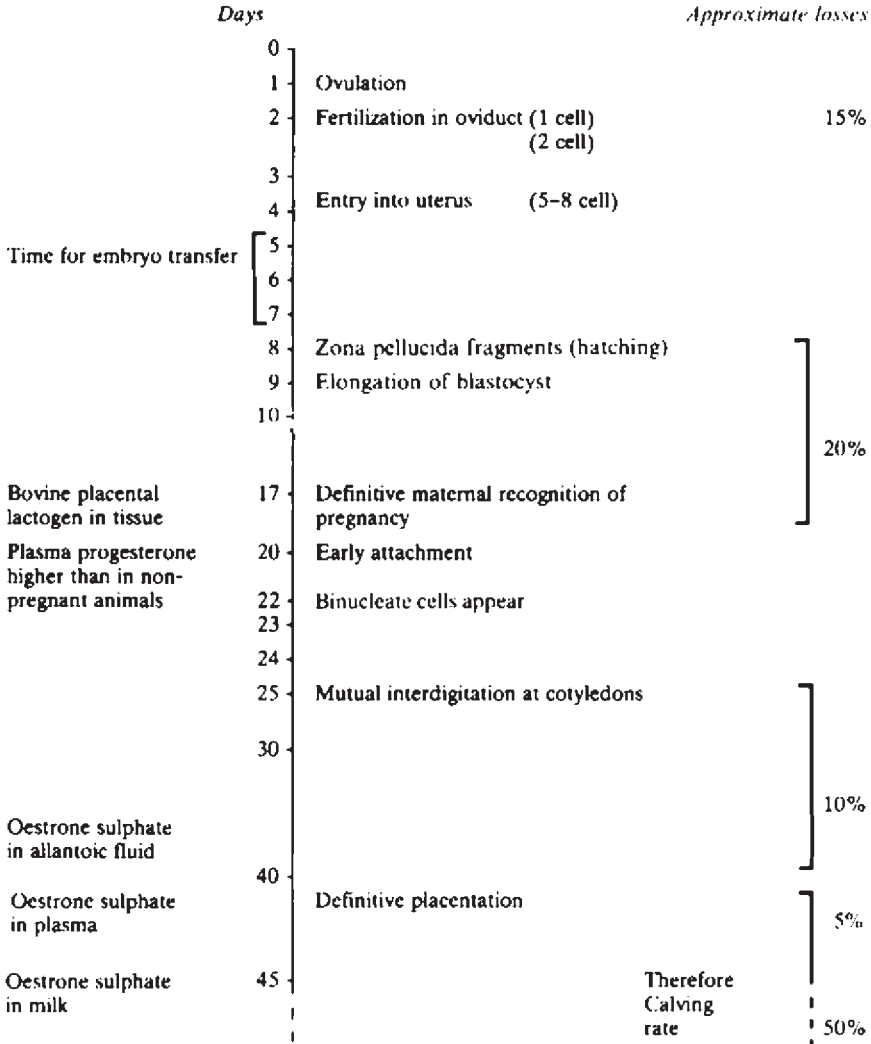 Days Approximate losses
0
1 Ovulation
2 Fertilization in oviduct (1 cell) 15%
(2 cell)
3
Entry into uterus (5-8 cell)
4
5
Time for embryo transfer
6
7
8 Zona pellucida fragments (hatching)
9 Elongation of blastocyst
10
20%
Bovine placental 17 Definitive maternal recognition of
lactogen in tissue pregnancy
Plasma progesterone 20 Early attachment
higher than in non-
pregnant animals 22 Binucleate cells appear
23
24
25 Mutual interdigitation at cotyledons
30
10%
Oestrone sulphate
in allantoic fluid
40
Oestrone sulphate Definitive placentation
in plasma 5%
Oestrone sulphate 45 Therefore
in milk Calving
rate 50%